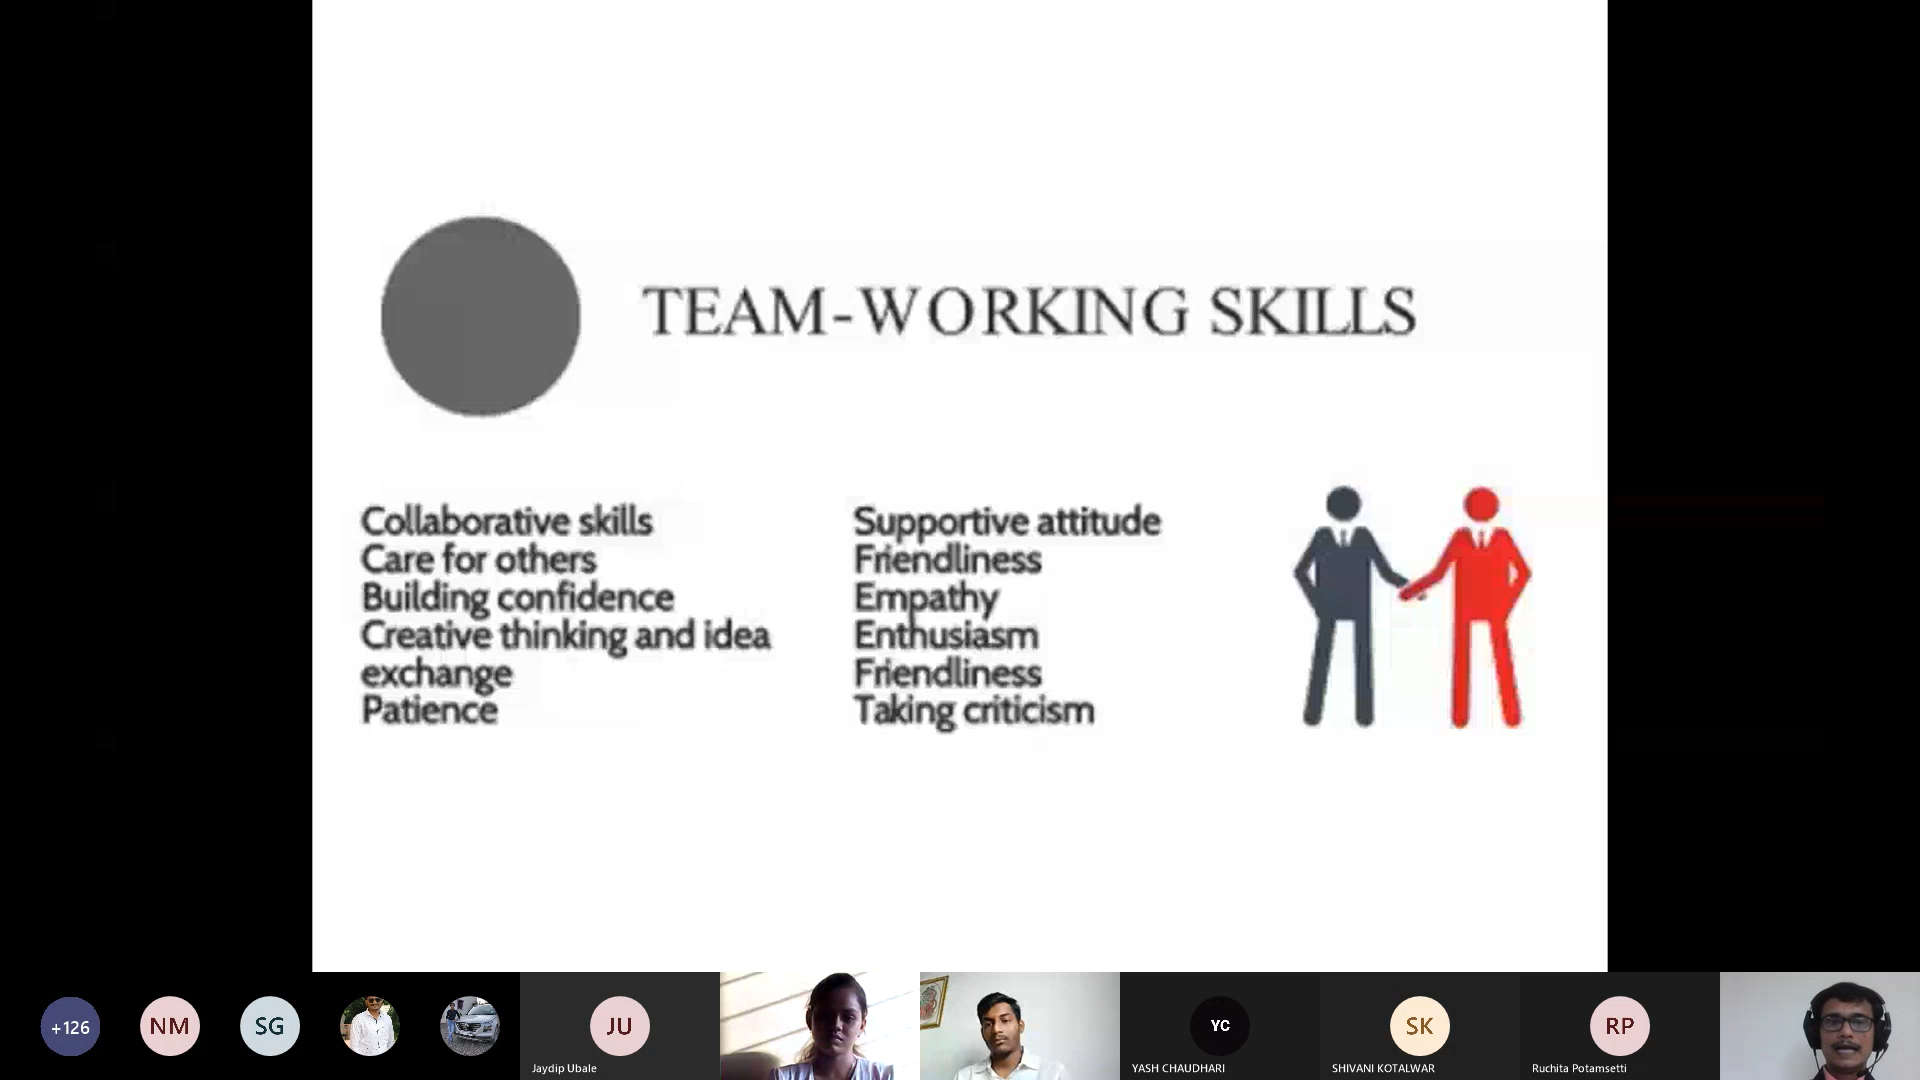 TEAM-WORKING SKILLS
Collaborative skills
Care for others
Building confidence
Creative thinking and idea
exchange
Patience
Supportive attitude
Friendliness
Empathy
Enthusiasm
Friendliness
Taking criticism
+126
NM
SG
JU
Jaydip Ubale
YC
YASH CHAUDHARI
SK
SHIVANI KOTALWAR
RP
Ruchita Potamsetti